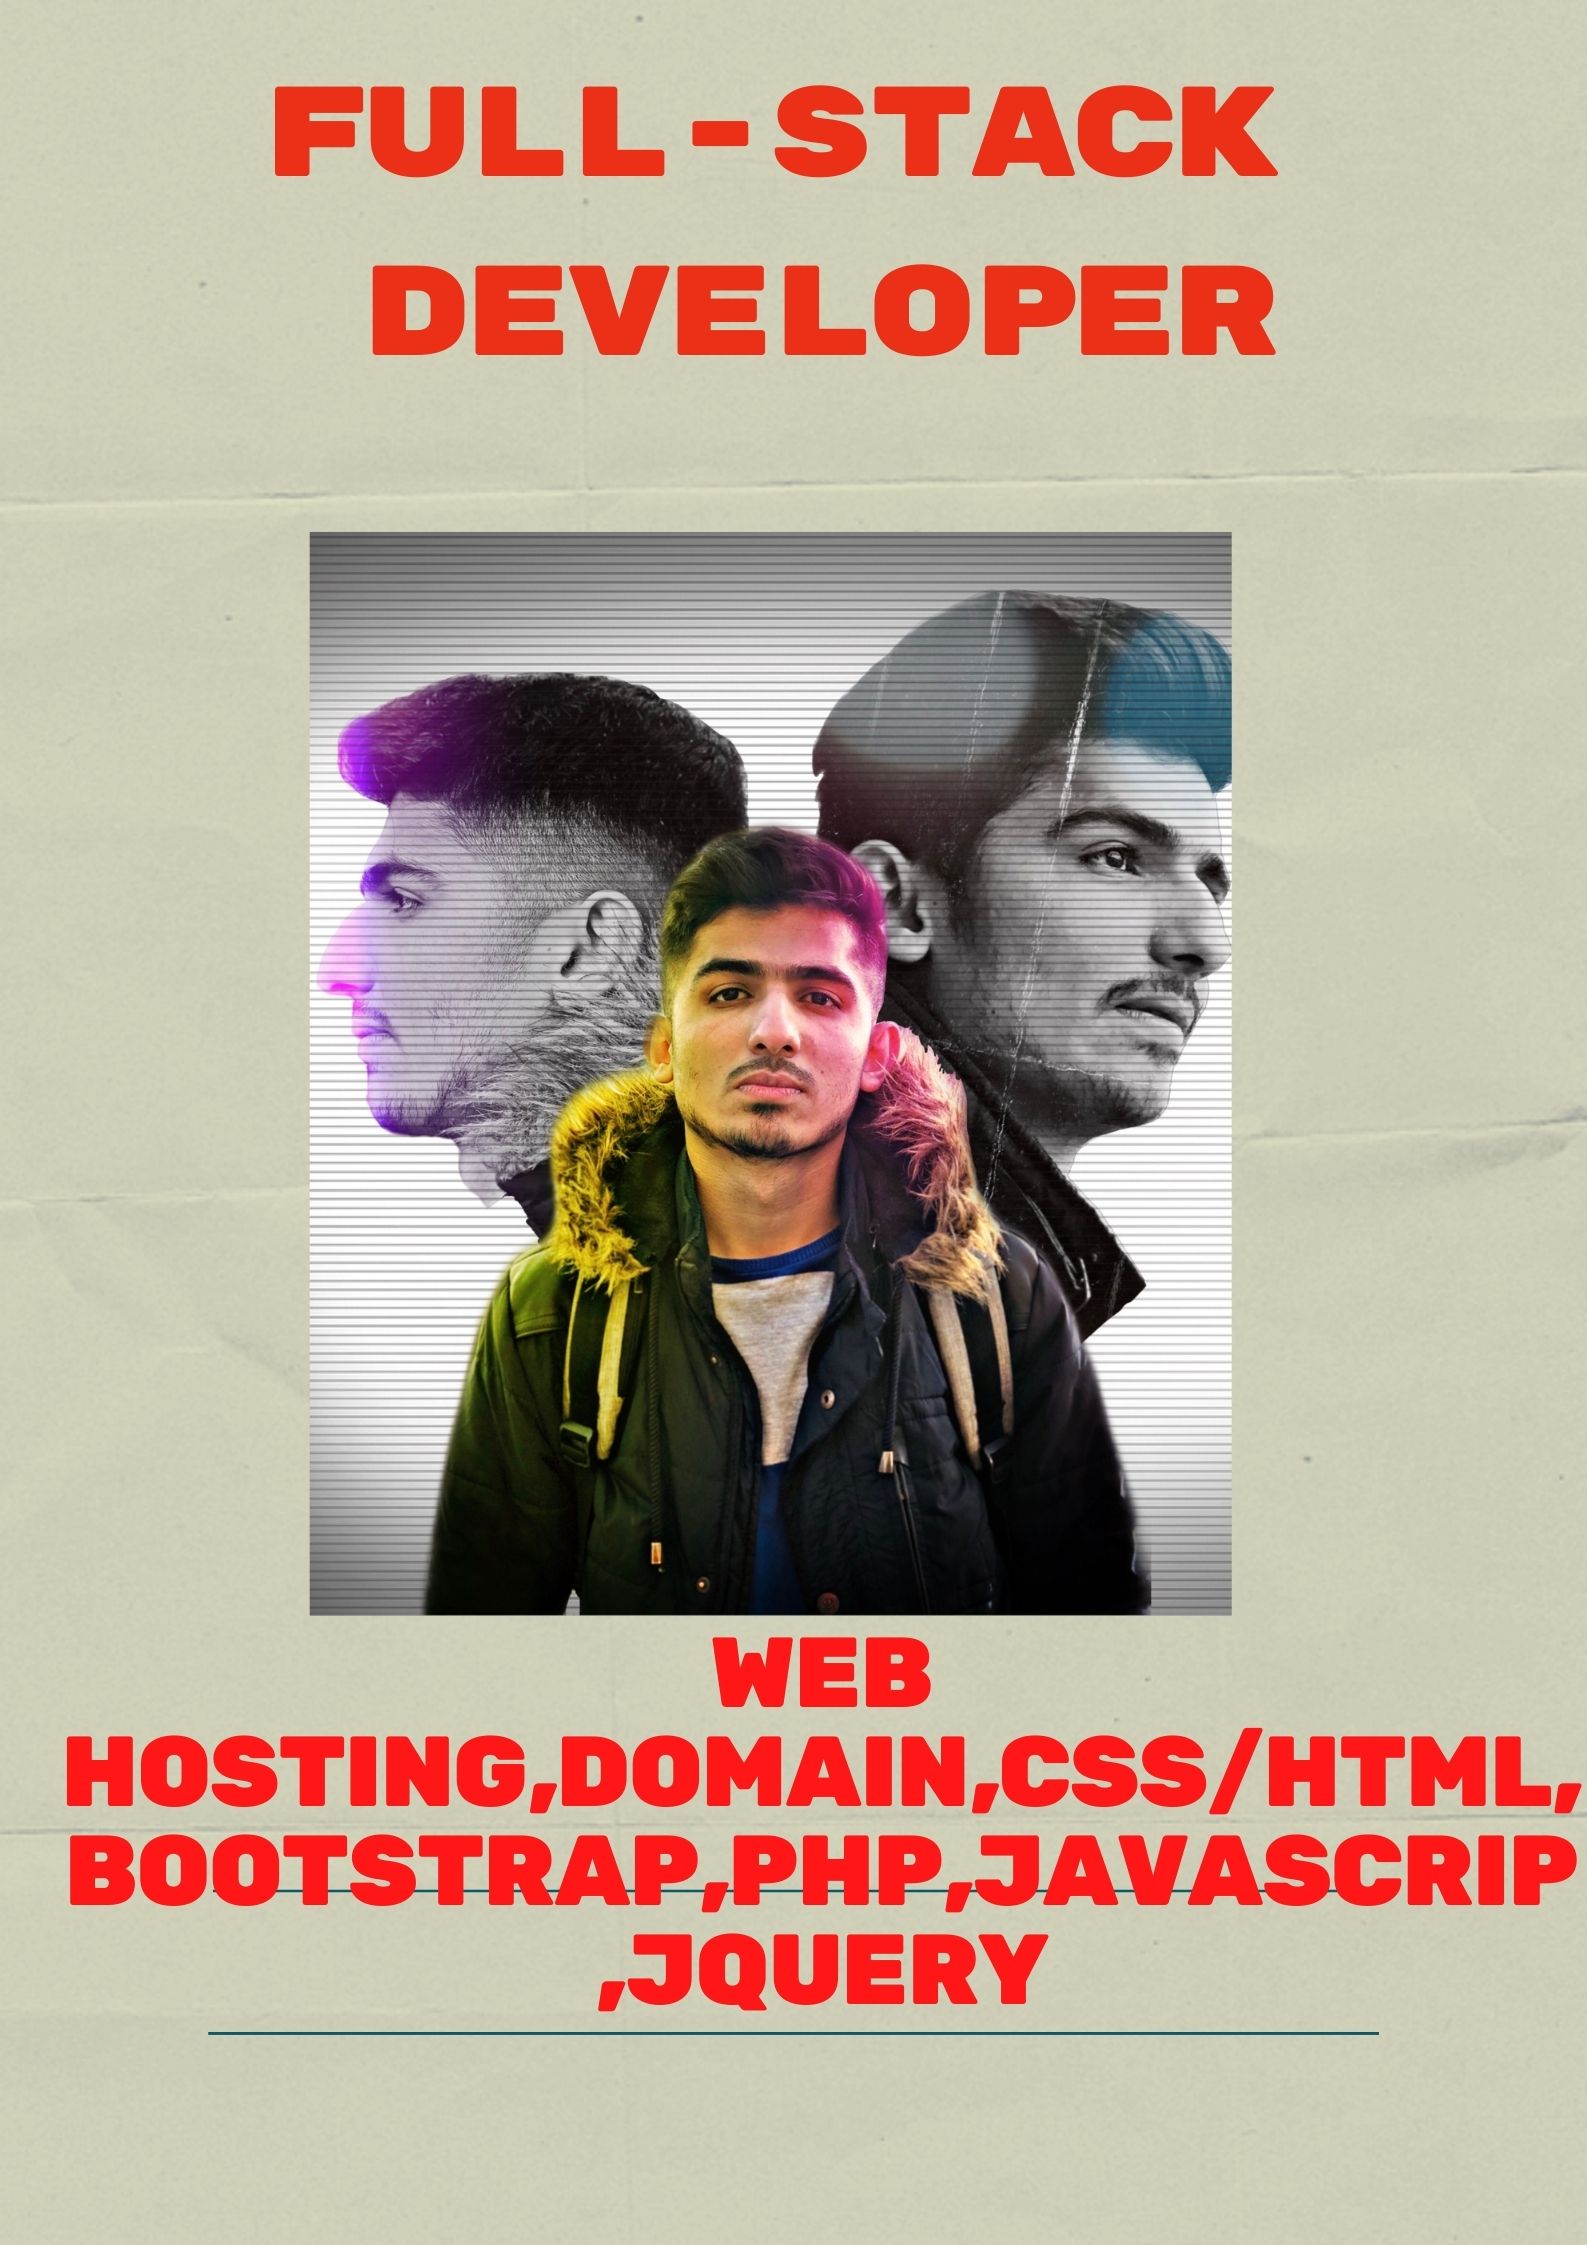 FULL-STACK
DEVELOPER
WEB
HOSTING,DOMAIN,CSS/HTML,
BOOTSTRAP,PHP,JAVASCRIP
,JQUERY